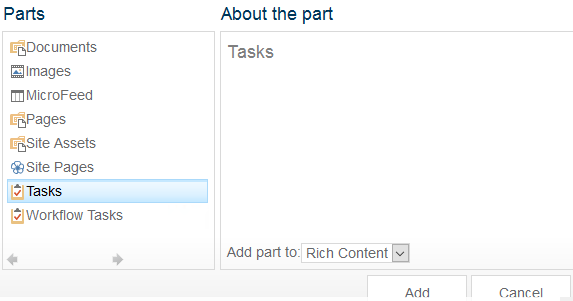 Parts
Documents
Images
MicroFeed
Pages
Site Assets
Site Pages
Tasks
Workflow Tasks
About the part
Tasks
Add part to: Rich Content
Add
Cancel